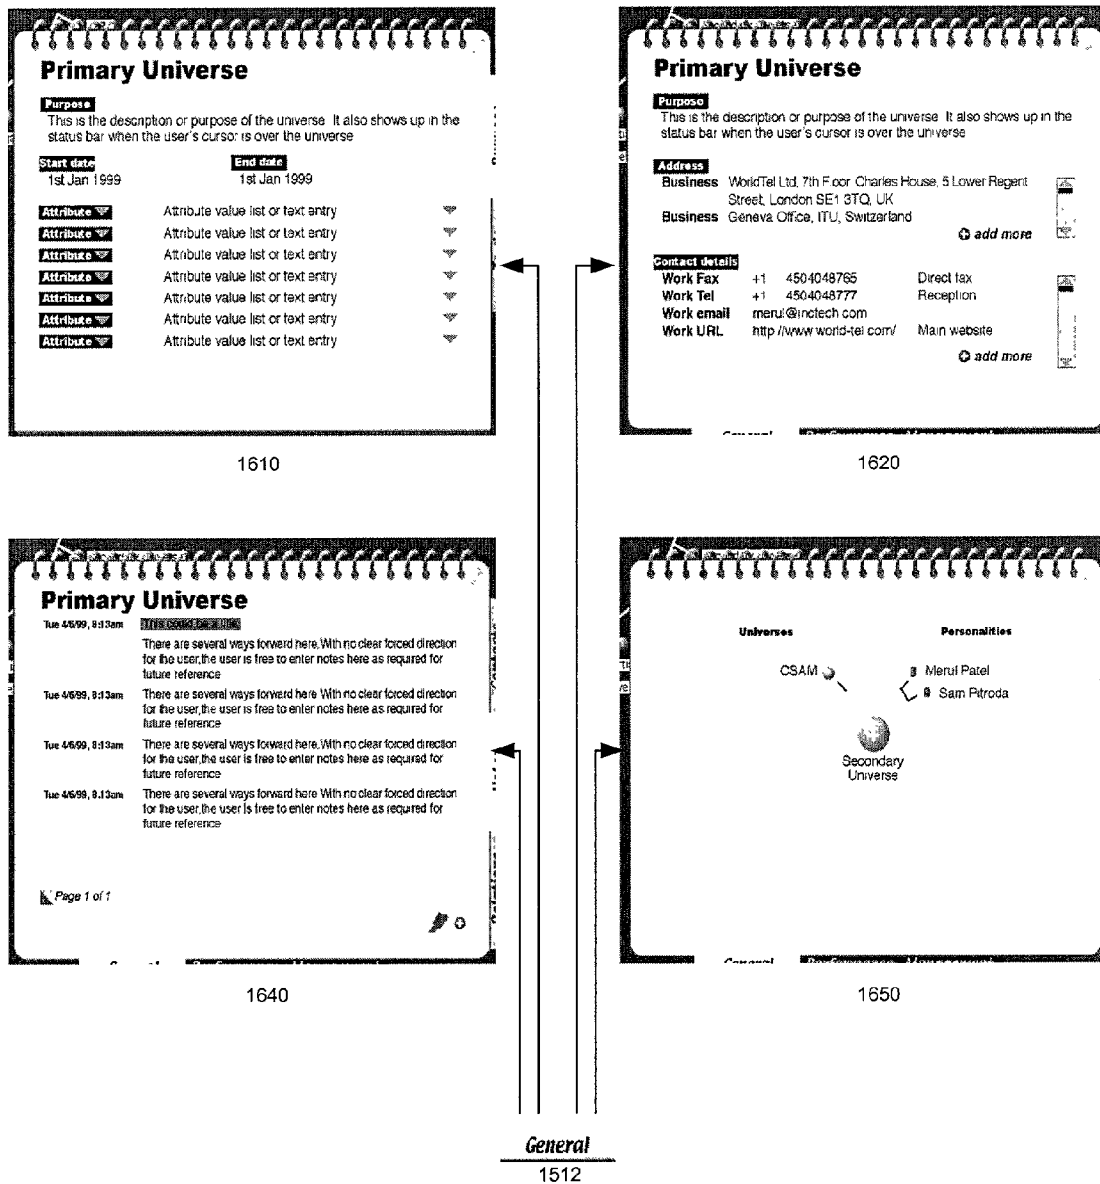 Primary Universe
Purpose
This is the description or purpose of the universe It also shows up in the
status bar when the user's cursor is over the universe
Start date End date
1st Jan 1999 1st Jan 1999
Attribute Attribute value list or text entry
Attribute Attribute value list or text entry
Attribute Attribute value list or text entry
Attribute Attribute value list or text entry
Attribute Attribute value list or text entry
Attribute Attribute value list or text entry
Attribute Attribute value list or text entry
1610
Primary Universe
Purpose
This is the description or purpose of the universe It also shows up in the
status bar when the user's cursor is over the universe
Address
Business WorldTel Ltd, 7th Floor Charles House, 5 Lower Regent
Street, London SE1 3TQ, UK
Business Geneva Office, ITU, Switzerland
add more
Contact details
Work Fax +1 4504048765 Direct fax
Work Tel +1 4504048777 Reception
Work email
Work URL http://www.world-tel.com/ Main website
add more
General Performance Management
1620
Primary Universe
Tue 4/6/99, 8:13am This could be a title
There are several ways forward here, With no clear forced direction
for the user, the user is free to enter notes here as required for
future reference
Tue 4/6/99, 8:13am There are several ways forward here With no clear forced direction
for the user, the user is free to enter notes here as required for
future reference
Tue 4/6/99, 8:13am There are several ways forward here, With no clear forced direction
for the user, the user is free to enter notes here as required for
future reference
Tue 4/6/99, 8.13am There are several ways forward here With no clear forced direction
for the user, the user is free to enter notes here as required for
future reference
Page 1 of 1
1640
Universes Personalities
CSAM Merul Patel
Sam Pitroda
Secondary
Universe
General Performance Management
1650
General
1512